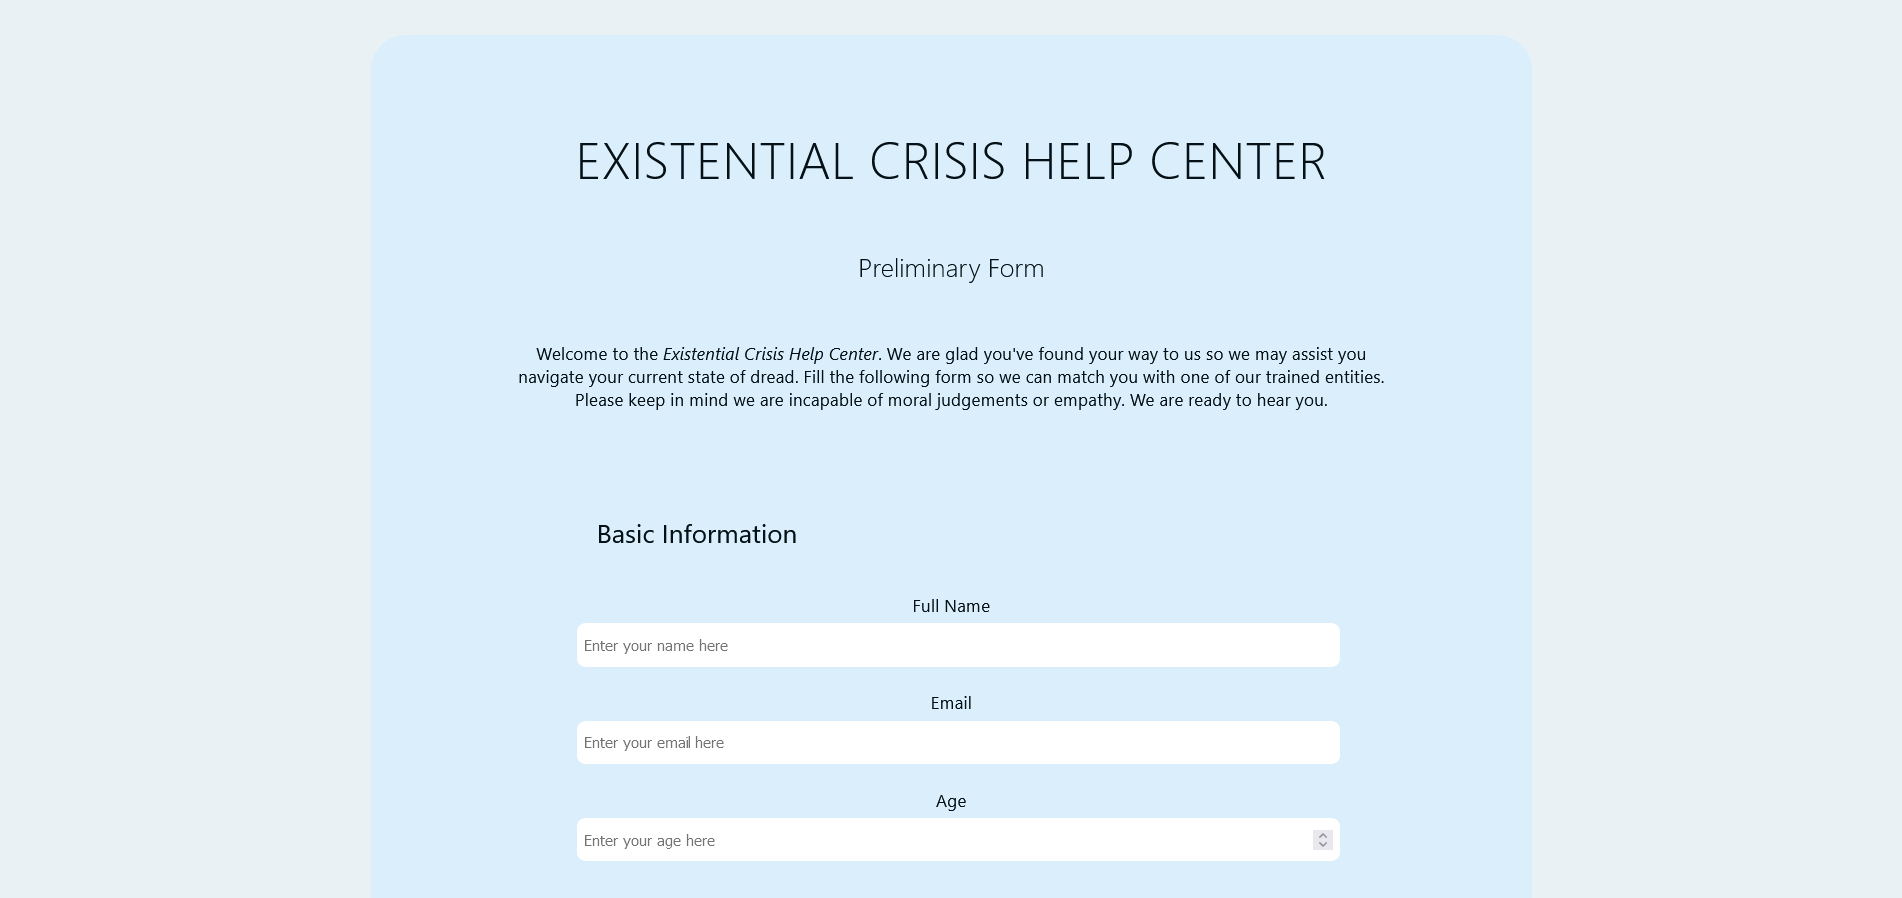 EXISTENTIAL CRISIS HELP CENTER
Preliminary Form
Welcome to the Existential Crisis Help Center. We are glad you've found your way to us so we may assist you
navigate your current state of dread. Fill the following form so we can match you with one of our trained entities.
Please keep in mind we are incapable of moral judgements or empathy. We are ready to hear you.
Basic Information
Full Name
Enter your name here
Email
Enter your email here
Age
Enter your age here